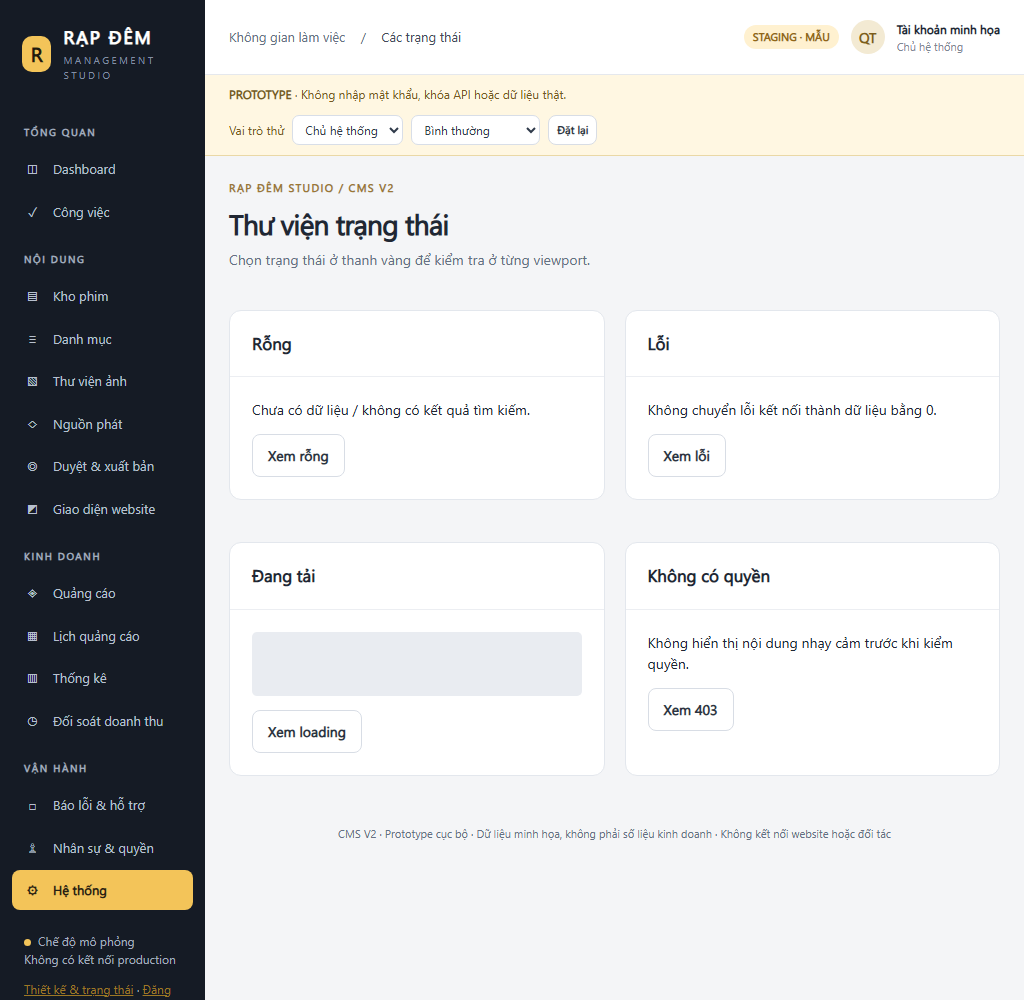 R
RẠP ĐÊM
MANAGEMENT
STUDIO
TỔNG QUAN
Dashboard
Công việc
NỘI DUNG
Kho phim
Danh mục
Thư viện ảnh
Nguồn phát
Duyệt & xuất bản
Giao diện website
KINH DOANH
Quảng cáo
Lịch quảng cáo
Thống kê
Đối soát doanh thu
VẬN HÀNH
Báo lỗi & hỗ trợ
Nhân sự & quyền
Hệ thống
Chế độ mô phỏng
Không có kết nối production
Thiết kế & trạng thái · Đăng
Không gian làm việc / Các trạng thái
STAGING · MẪU
QT
Tài khoản minh họa
Chủ hệ thống
PROTOTYPE · Không nhập mật khẩu, khóa API hoặc dữ liệu thật.
Vai trò thử Chủ hệ thống Bình thường Đặt lại
RẠP ĐÊM STUDIO / CMS V2
Thư viện trạng thái
Chọn trạng thái ở thanh vàng để kiểm tra ở từng viewport.
Rỗng
Chưa có dữ liệu / không có kết quả tìm kiếm.
Xem rỗng
Lỗi
Không chuyển lỗi kết nối thành dữ liệu bằng 0.
Xem lỗi
Đang tải
Xem loading
Không có quyền
Không hiển thị nội dung nhạy cảm trước khi kiểm
quyền.
Xem 403
CMS V2 · Prototype cục bộ · Dữ liệu minh họa, không phải số liệu kinh doanh · Không kết nối website hoặc đối tác